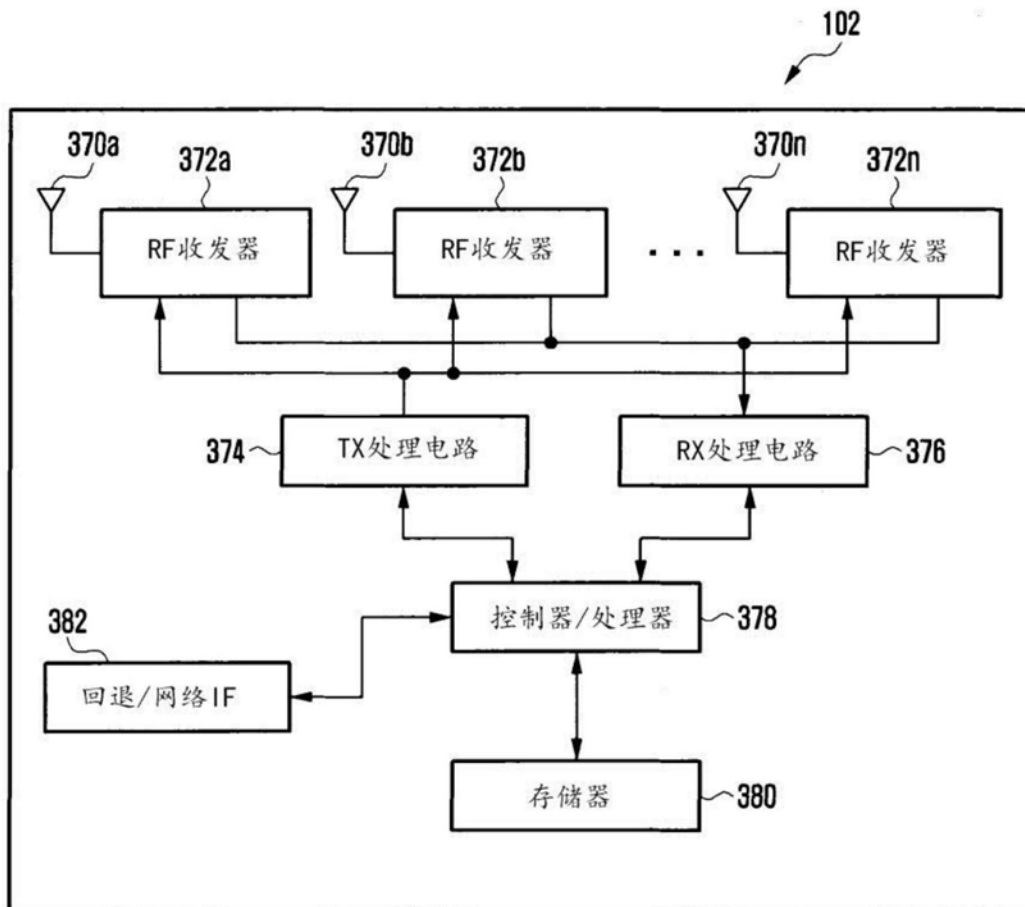 102
370a
372a
370b
372b
370n
372n
RF收发器
RF收发器
...
RF收发器
374
TX处理电路
RX处理电路
376
382
控制器/处理器
378
回退/网络IF
存储器
380